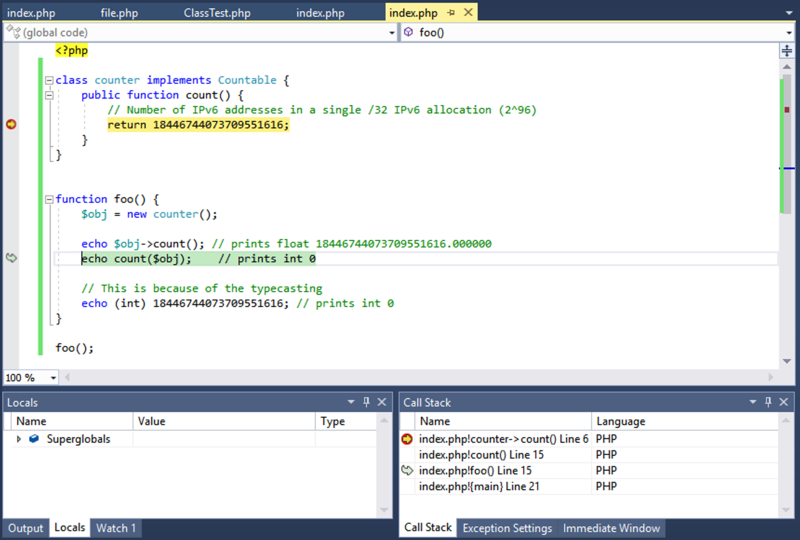 index.php file.php ClassTest.php index.php index.php
(global code) foo()
<?php
class counter implements Countable {
public function count() {
// Number of IPv6 addresses in a single /32 IPv6 allocation (2^96)
return 18446744073709551616;
}
}
function foo() {
$obj = new counter();
echo $obj->count(); // prints float 18446744073709551616.000000
echo count($obj); // prints int 0
// This is because of the typecasting
echo (int) 18446744073709551616; // prints int 0
}
foo();
100 %
Locals
Name Value Type
Superglobals
Output Locals Watch 1
Call Stack
Name Language
index.php!counter->count() Line 6 PHP
index.php!count() Line 15 PHP
index.php!foo() Line 15 PHP
index.php!{main} Line 21 PHP
Call Stack Exception Settings Immediate Window